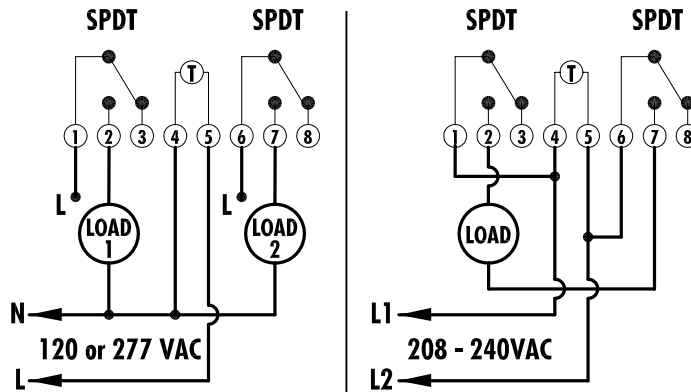 SPDT SPDT
T
1 2 3 4 5 6 7 8
L L
LOAD 1 LOAD 2
N
120 or 277 VAC
L
SPDT SPDT
T
1 2 3 4 5 6 7 8
LOAD
L1
208 - 240VAC
L2